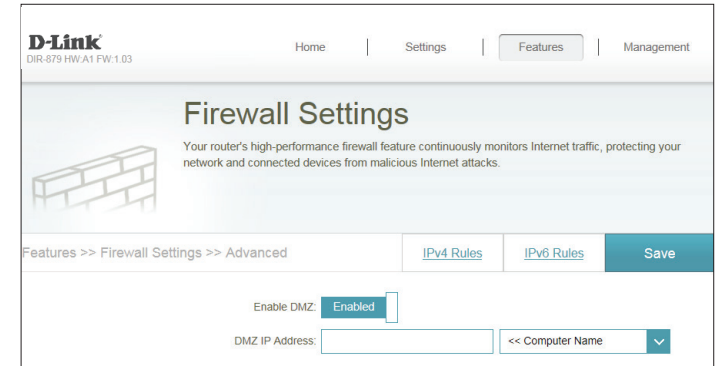 D-Link
DIR-879 HW:A1 FW:1.03
Home
Settings
Features
Management
Firewall Settings
Your router's high-performance firewall feature continuously monitors Internet traffic, protecting your
network and connected devices from malicious Internet attacks.
Features >> Firewall Settings >> Advanced
IPv4 Rules
IPv6 Rules
Save
Enable DMZ: Enabled
DMZ IP Address: << Computer Name